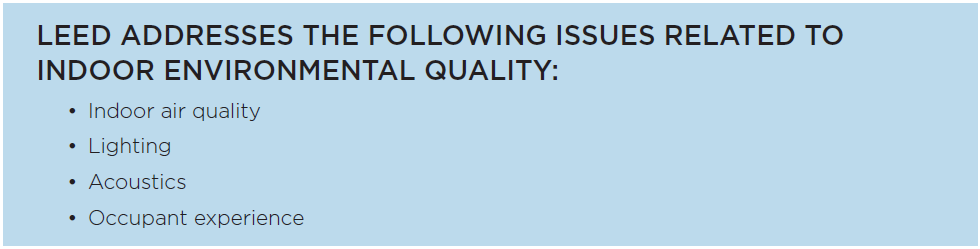 LEED ADDRESSES THE FOLLOWING ISSUES RELATED TO
INDOOR ENVIRONMENTAL QUALITY:
• Indoor air quality
• Lighting
• Acoustics
• Occupant experience